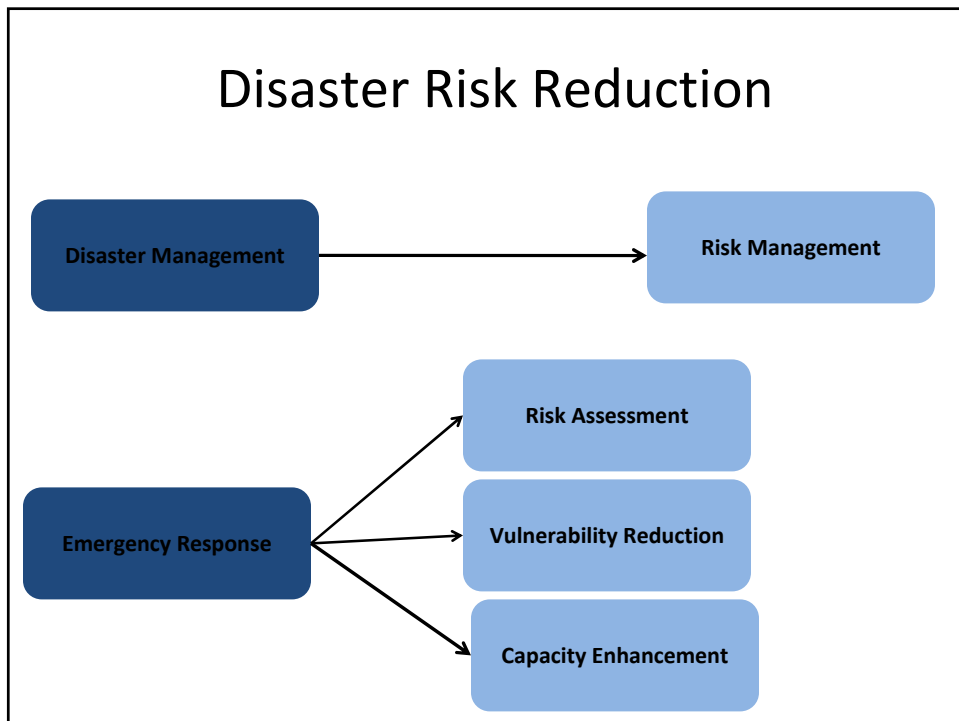 Disaster Risk Reduction
Disaster Management
Risk Management
Risk Assessment
Emergency Response
Vulnerability Reduction
Capacity Enhancement